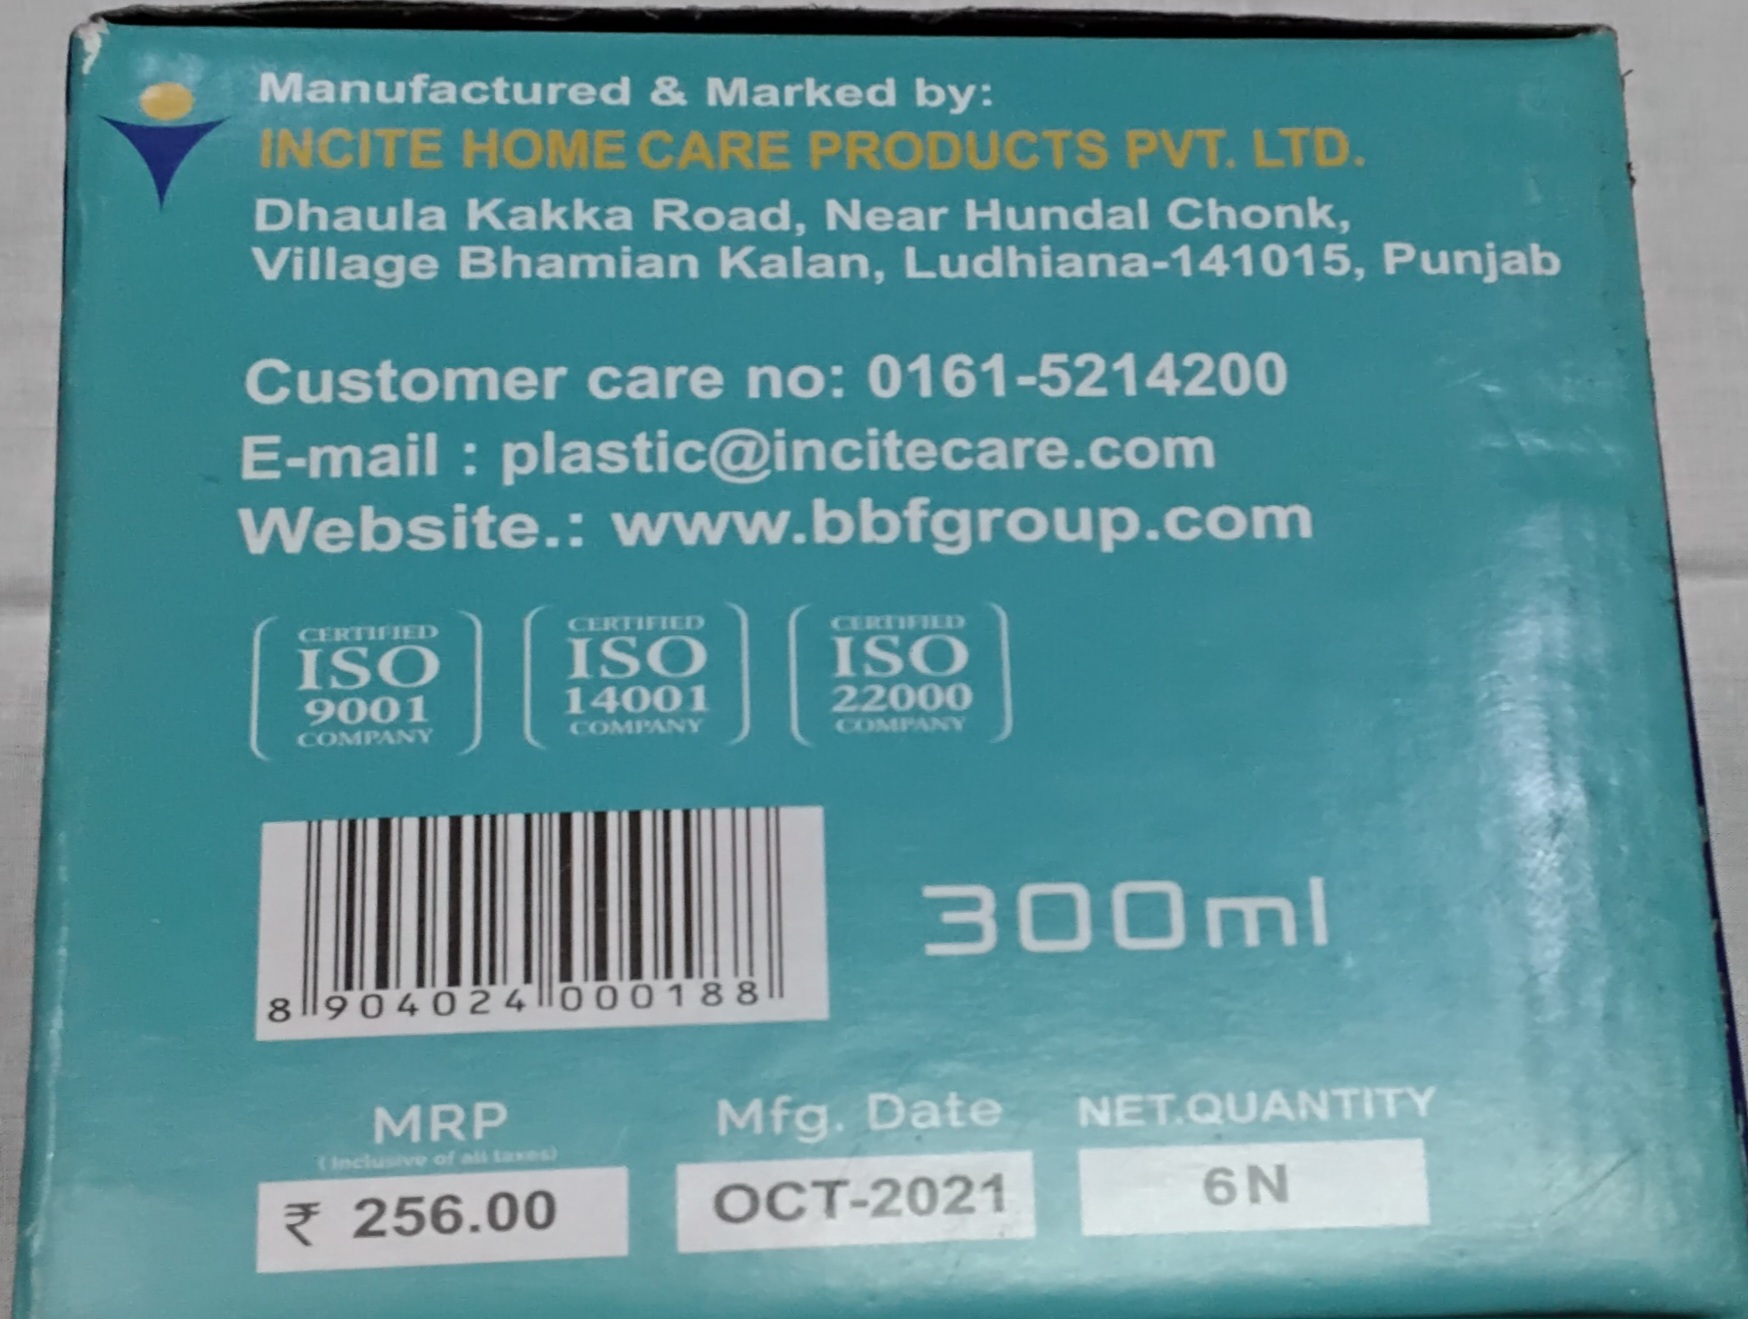 Manufactured & Marked by:
INCITE HOME CARE PRODUCTS PVT. LTD.
Dhaula Kakka Road, Near Hundal Chonk,
Village Bhamian Kalan, Ludhiana-141015, Punjab
Customer care no: 0161-5214200
E-mail : plastic@incitecare.com
Website.: www.bbfgroup.com
CERTIFIED
ISO
9001
COMPANY
CERTIFIED
ISO
14001
COMPANY
CERTIFIED
ISO
22000
COMPANY
8 904024 000188
300ml
MRP
(Inclusive of all taxes)
₹ 256.00
Mfg. Date
OCT-2021
NET.QUANTITY
6N